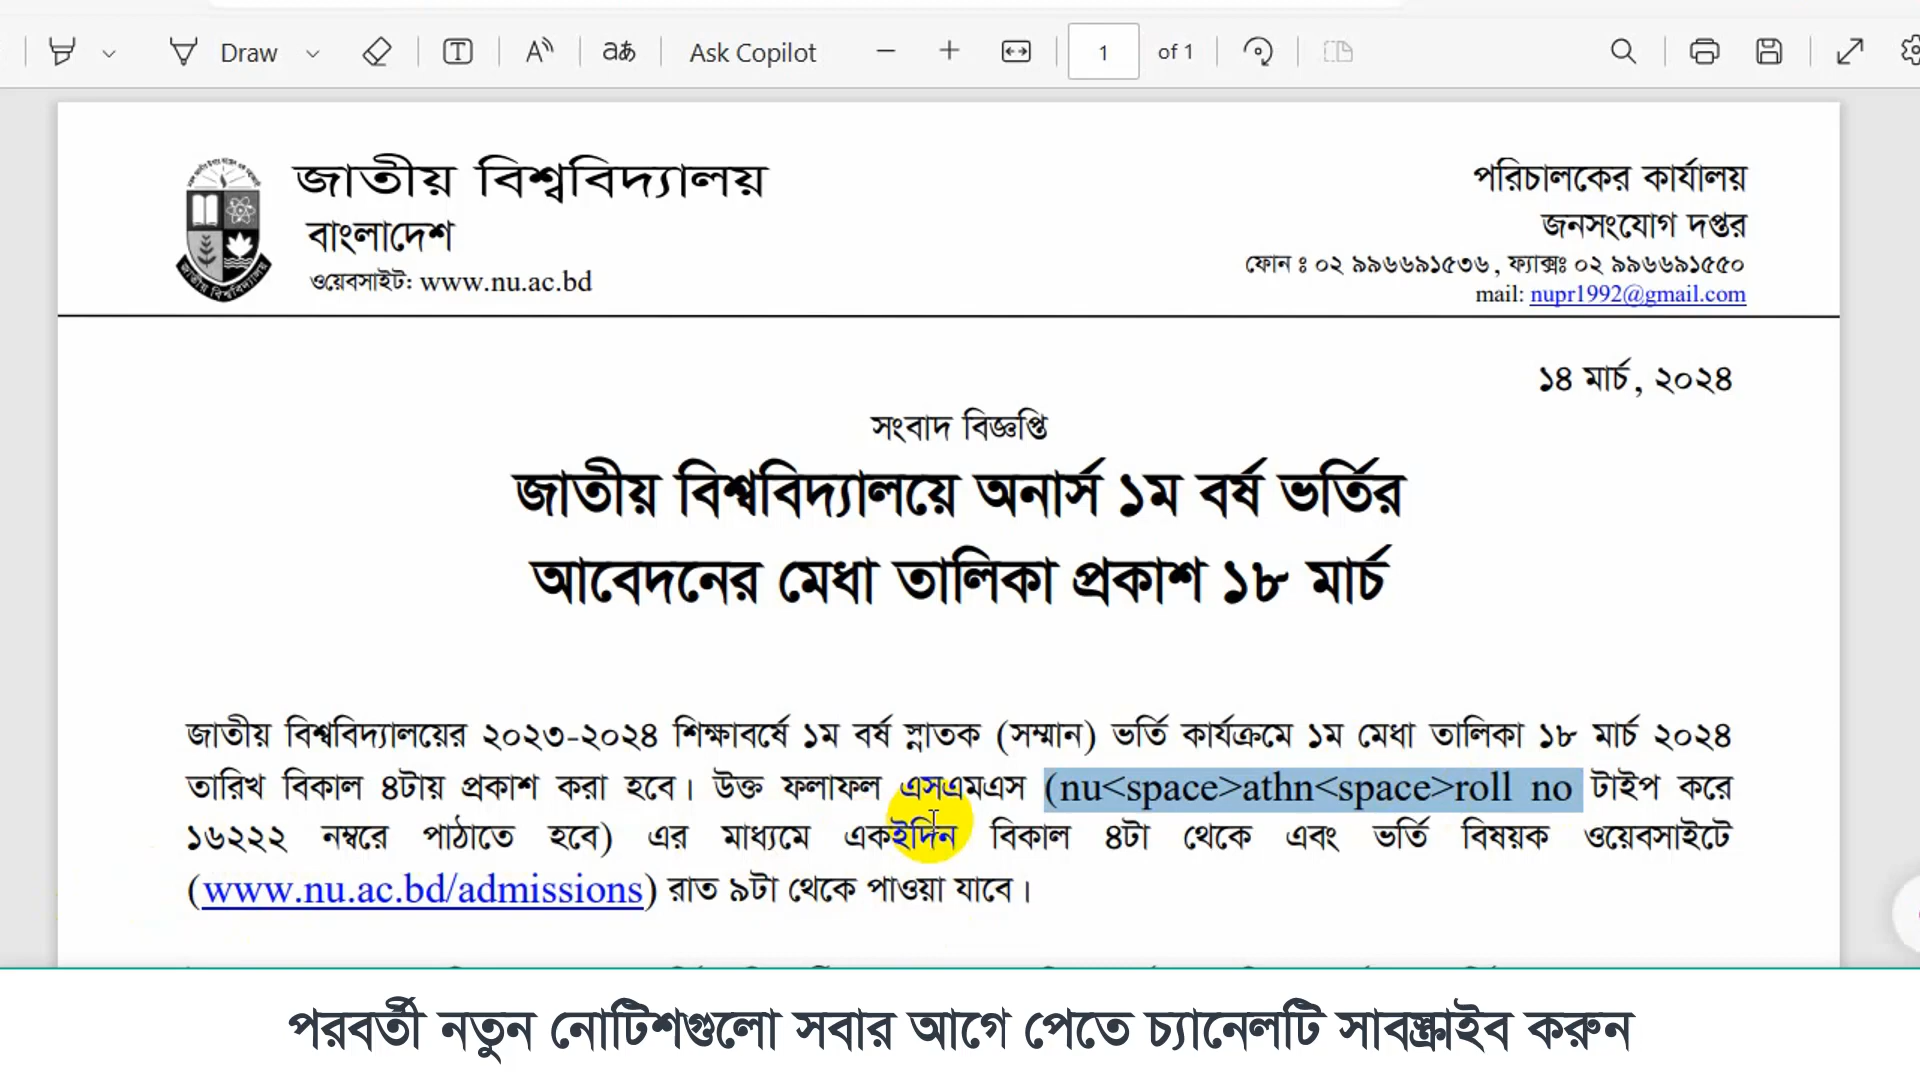 Draw
Ask Copilot
1 of 1
জাতীয় বিশ্ববিদ্যালয়
বাংলাদেশ
ওয়েবসাইট: www.nu.ac.bd
পরিচালকের কার্যালয়
জনসংযোগ দপ্তর
ফোন ঃ ০২ ৯৯৬৬৯১৫৩৬, ফ্যাক্সঃ ০২ ৯৯৬৬৯১৫৫০
mail: nupr1992@gmail.com
১৪ মার্চ, ২০২৪
সংবাদ বিজ্ঞপ্তি
জাতীয় বিশ্ববিদ্যালয়ে অনার্স ১ম বর্ষ ভর্তির
আবেদনের মেধা তালিকা প্রকাশ ১৮ মার্চ
জাতীয় বিশ্ববিদ্যালয়ের ২০২৩-২০২৪ শিক্ষাবর্ষে ১ম বর্ষ স্নাতক (সম্মান) ভর্তি কার্যক্রমে ১ম মেধা তালিকা ১৮ মার্চ ২০২৪
তারিখ বিকাল ৪টায় প্রকাশ করা হবে। উক্ত ফলাফল এসএমএস (nu<space>athn<space>roll no টাইপ করে
১৬২২২ নম্বরে পাঠাতে হবে) এর মাধ্যমে একইদিন বিকাল ৪টা থেকে এবং ভর্তি বিষয়ক ওয়েবসাইটে
(www.nu.ac.bd/admissions) রাত ৯টা থেকে পাওয়া যাবে।
পরবর্তী নতুন নোটিশগুলো সবার আগে পেতে চ্যানেলটি সাবস্ক্রাইব করুন